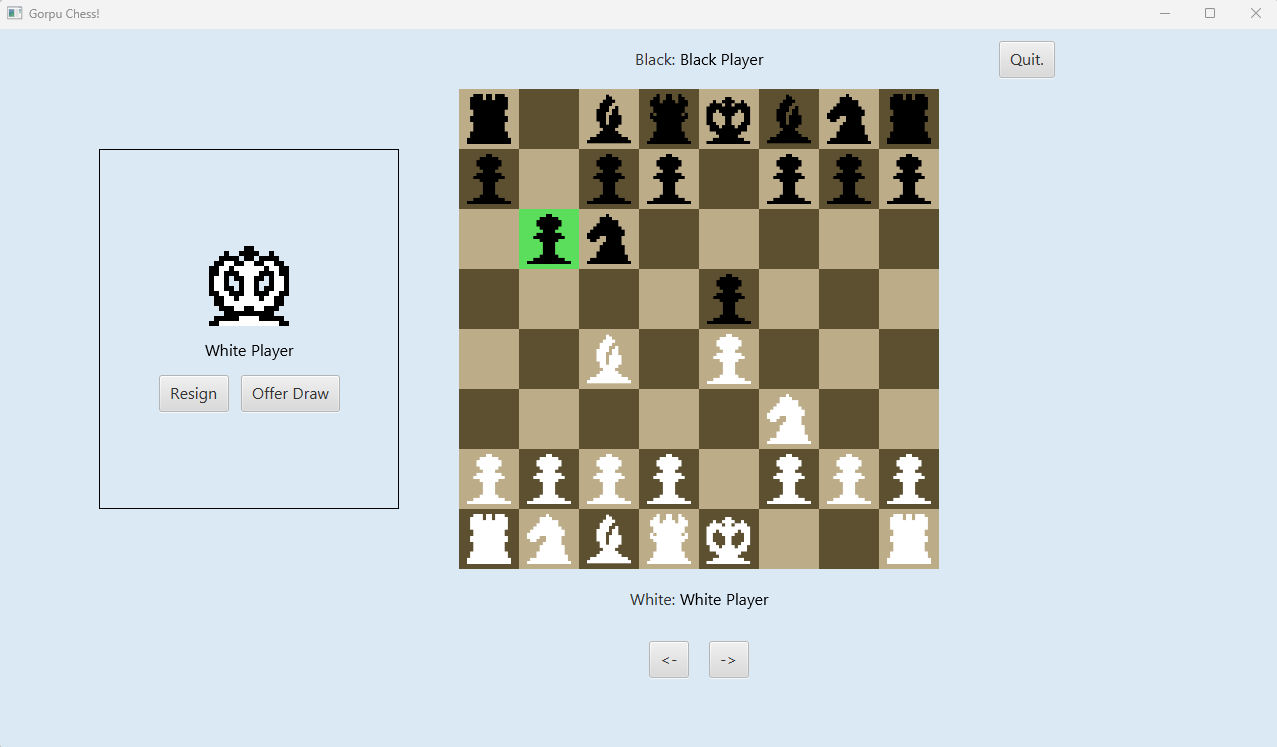 Gorpu Chess!
Black: Black Player
Quit.
White Player
Resign
Offer Draw
White: White Player
<-
->